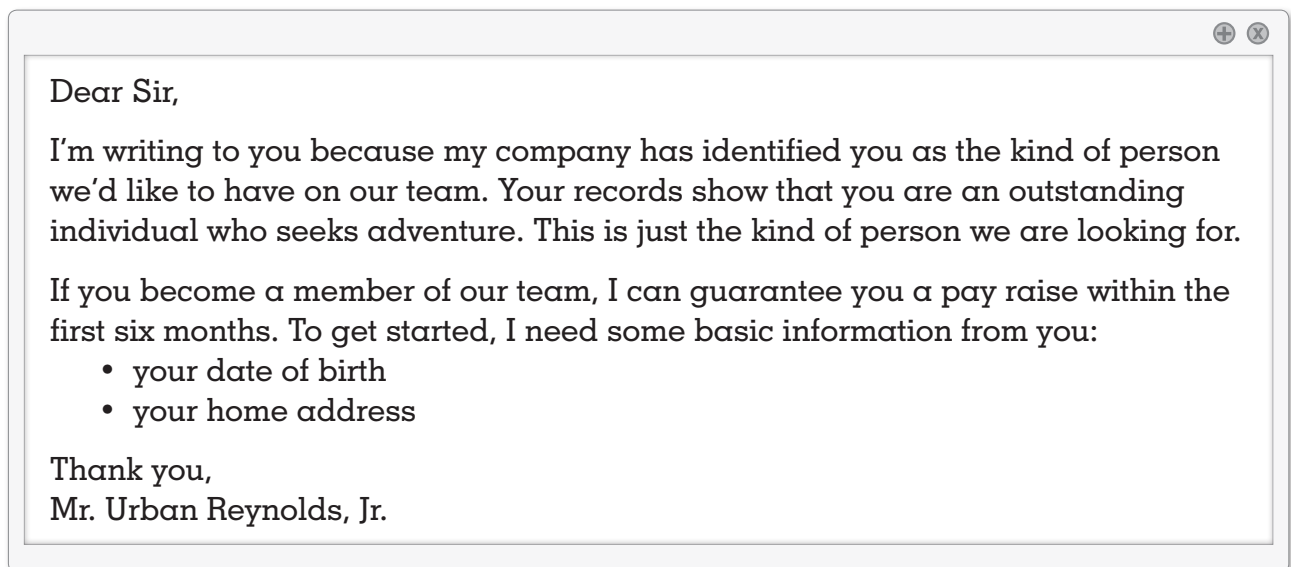 Dear Sir,
I’m writing to you because my company has identified you as the kind of person
we’d like to have on our team. Your records show that you are an outstanding
individual who seeks adventure. This is just the kind of person we are looking for.
If you become a member of our team, I can guarantee you a pay raise within the
first six months. To get started, I need some basic information from you:
• your date of birth
• your home address
Thank you,
Mr. Urban Reynolds, Jr.